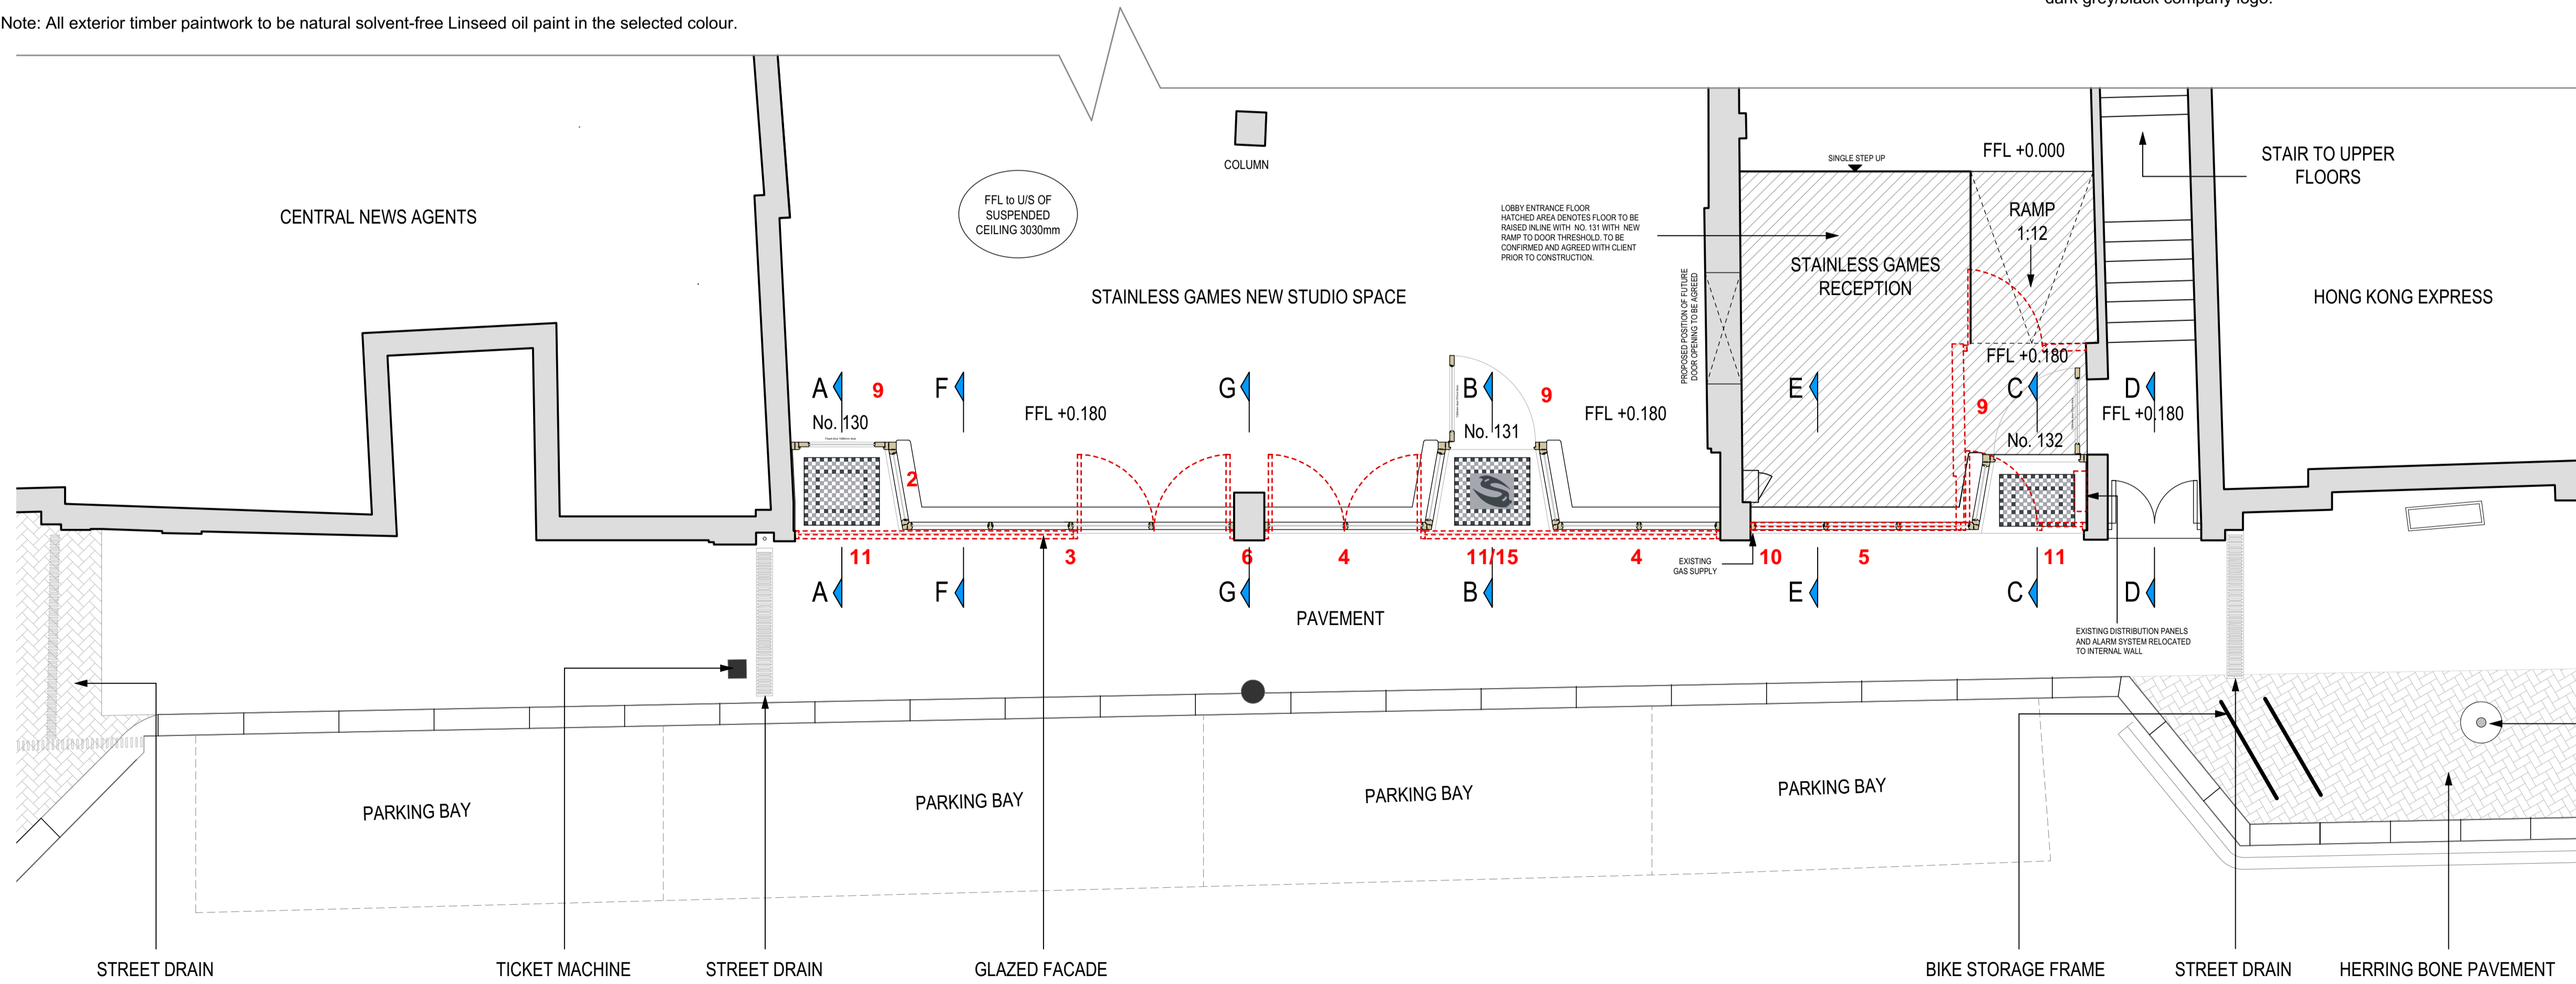 dark grey/black company logo.
Note: All exterior timber paintwork to be natural solvent-free Linseed oil paint in the selected colour.
CENTRAL NEWS AGENTS
COLUMN
FFL to U/S OF
SUSPENDED
CEILING 3030mm
STAINLESS GAMES NEW STUDIO SPACE
LOBBY ENTRANCE FLOOR
HATCHED AREA DENOTES FLOOR TO BE
RAISED INLINE WITH NO. 131 WITH NEW
RAMP TO DOOR THRESHOLD. TO BE
CONFIRMED AND AGREED WITH CLIENT
PRIOR TO CONSTRUCTION.
PROPOSED POSITION OF FUTURE
DOOR OPENING TO BE AGREED
SINGLE STEP UP
FFL +0.000
RAMP
1:12
STAINLESS GAMES
RECEPTION
STAIR TO UPPER
FLOORS
HONG KONG EXPRESS
FFL +0.180
A
9
F
G
B
9
E
C
D
No. 130
FFL +0.180
No. 131
FFL +0.180
9
No. 132
FFL +0.180
2
11
3
6
4
11/15
4
EXISTING
GAS SUPPLY
10
5
11
A
F
G
B
E
C
D
PAVEMENT
EXISTING DISTRIBUTION PANELS
AND ALARM SYSTEM RELOCATED
TO INTERNAL WALL
PARKING BAY
PARKING BAY
PARKING BAY
PARKING BAY
STREET DRAIN
TICKET MACHINE
STREET DRAIN
GLAZED FACADE
BIKE STORAGE FRAME
STREET DRAIN
HERRING BONE PAVEMENT